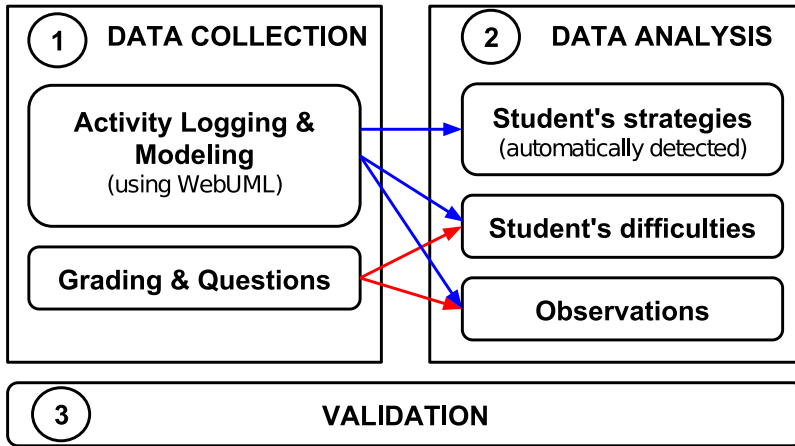 1 DATA COLLECTION
Activity Logging &
Modeling
(using WebUML)
Grading & Questions
2 DATA ANALYSIS
Student's strategies
(automatically detected)
Student's difficulties
Observations
3 VALIDATION